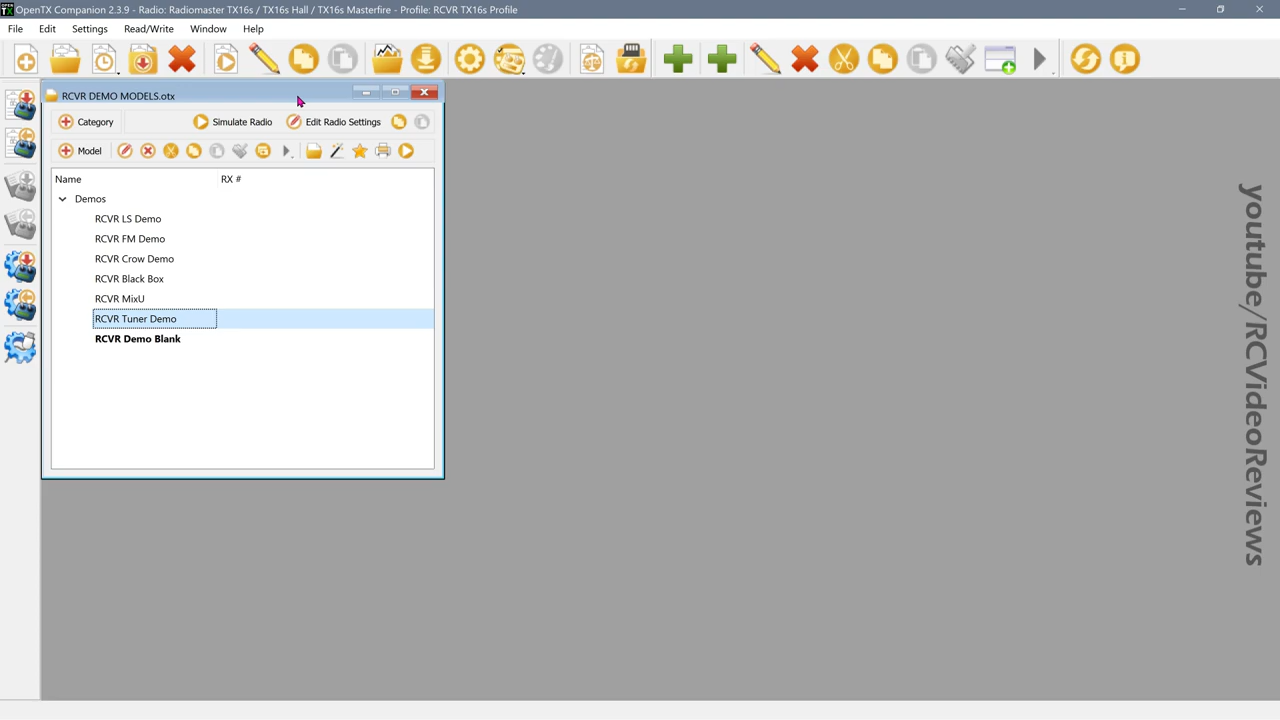 OPEN TX
OpenTX Companion 2.3.9 - Radio: Radiomaster TX16s / TX16s Hall / TX16s Masterfire - Profile: RCVR TX16s Profile
File Edit Settings Read/Write Window Help
RCVR DEMO MODELS.otx
Category Simulate Radio Edit Radio Settings
Model
Name RX #
Demos
RCVR LS Demo
RCVR FM Demo
RCVR Crow Demo
RCVR Black Box
RCVR MixU
RCVR Tuner Demo
RCVR Demo Blank
youtube/RCVideoReviews